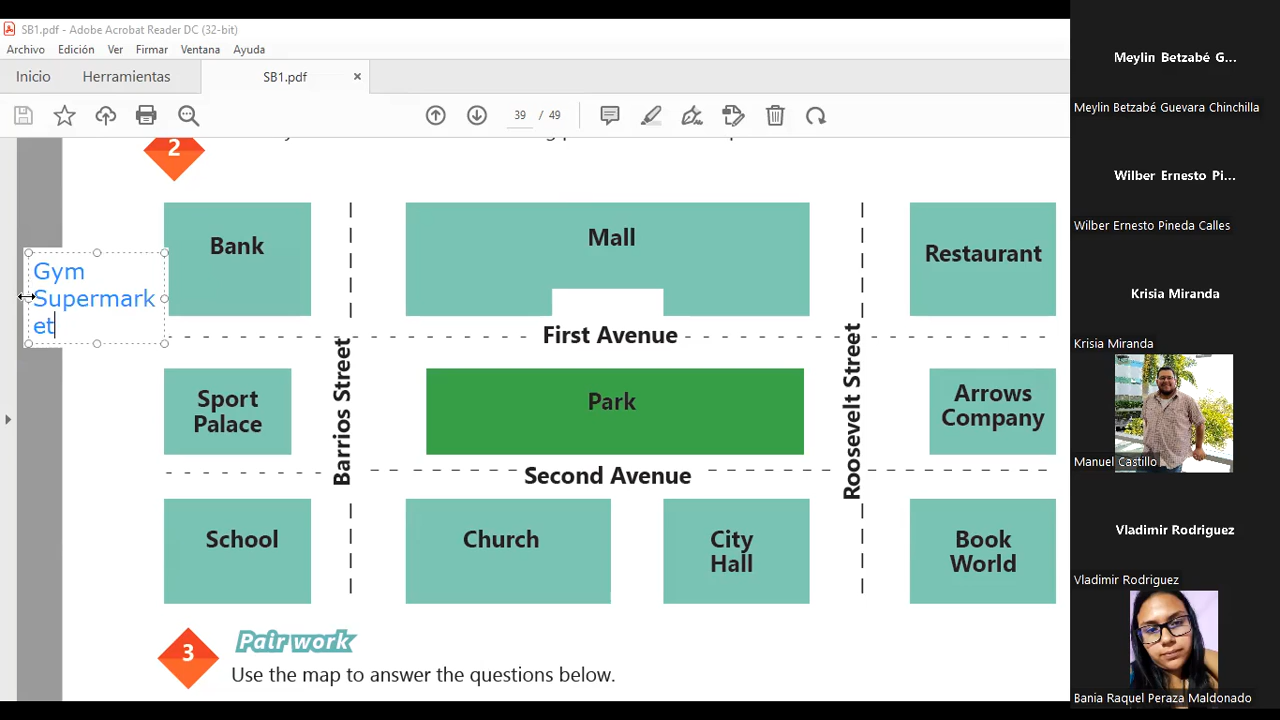 SB1.pdf - Adobe Acrobat Reader DC (32-bit)
Archivo Edición Ver Firmar Ventana Ayuda
Inicio Herramientas SB1.pdf ×
39 / 49
2
Bank
Mall
Restaurant
Gym
Supermark
et
First Avenue
Barrios Street
Roosevelt Street
Sport
Palace
Park
Arrows
Company
Second Avenue
School
Church
City
Hall
Book
World
3
Pair work
Use the map to answer the questions below.
Meylin Betzabé G...
Meylin Betzabé Guevara Chinchilla
Wilber Ernesto Pi...
Wilber Ernesto Pineda Calles
Krisia Miranda
Krisia Miranda
Manuel Castillo
Vladimir Rodriguez
Vladimir Rodriguez
Bania Raquel Peraza Maldonado